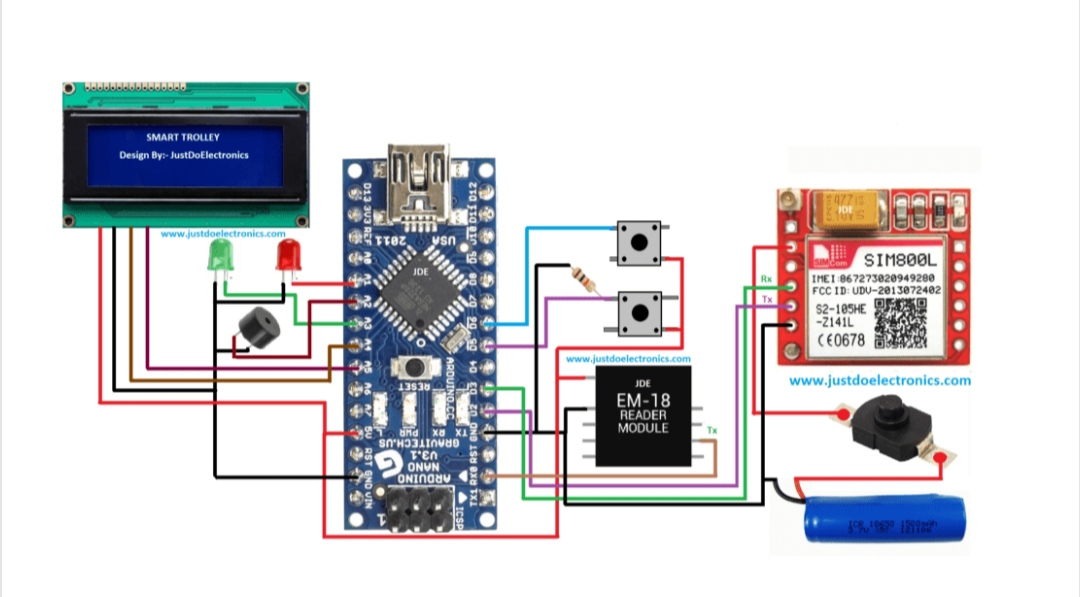 SMART TROLLEY
Design By:- JustDoElectronics
www.justdoelectronics.com
D13
3V3
REF
A0
A1
A2
A3
A4
A5
A6
A7
5V
RST
GND
VIN
D12
D11
D10
D9
D8
D7
D6
D5
D4
D3
D2
GND
RST
RX0
TX1
2011
USA
JDE
RESET
ARDUINO.CC
L
PWR
RX
TX
GRAVITECH.US
V3.1
NANO
ARDUINO
1
ICSP
www.justdoelectronics.com
JDE
EM-18
READER
MODULE
Tx
Rx
Tx
477
JDE
SIM
Com
SIM800L
IMEI:867273020949280
FCC ID: UDV-2013072402
S2-105HE
-Z141L
CE0678
www.justdoelectronics.com
ICR 18650 1500mAh